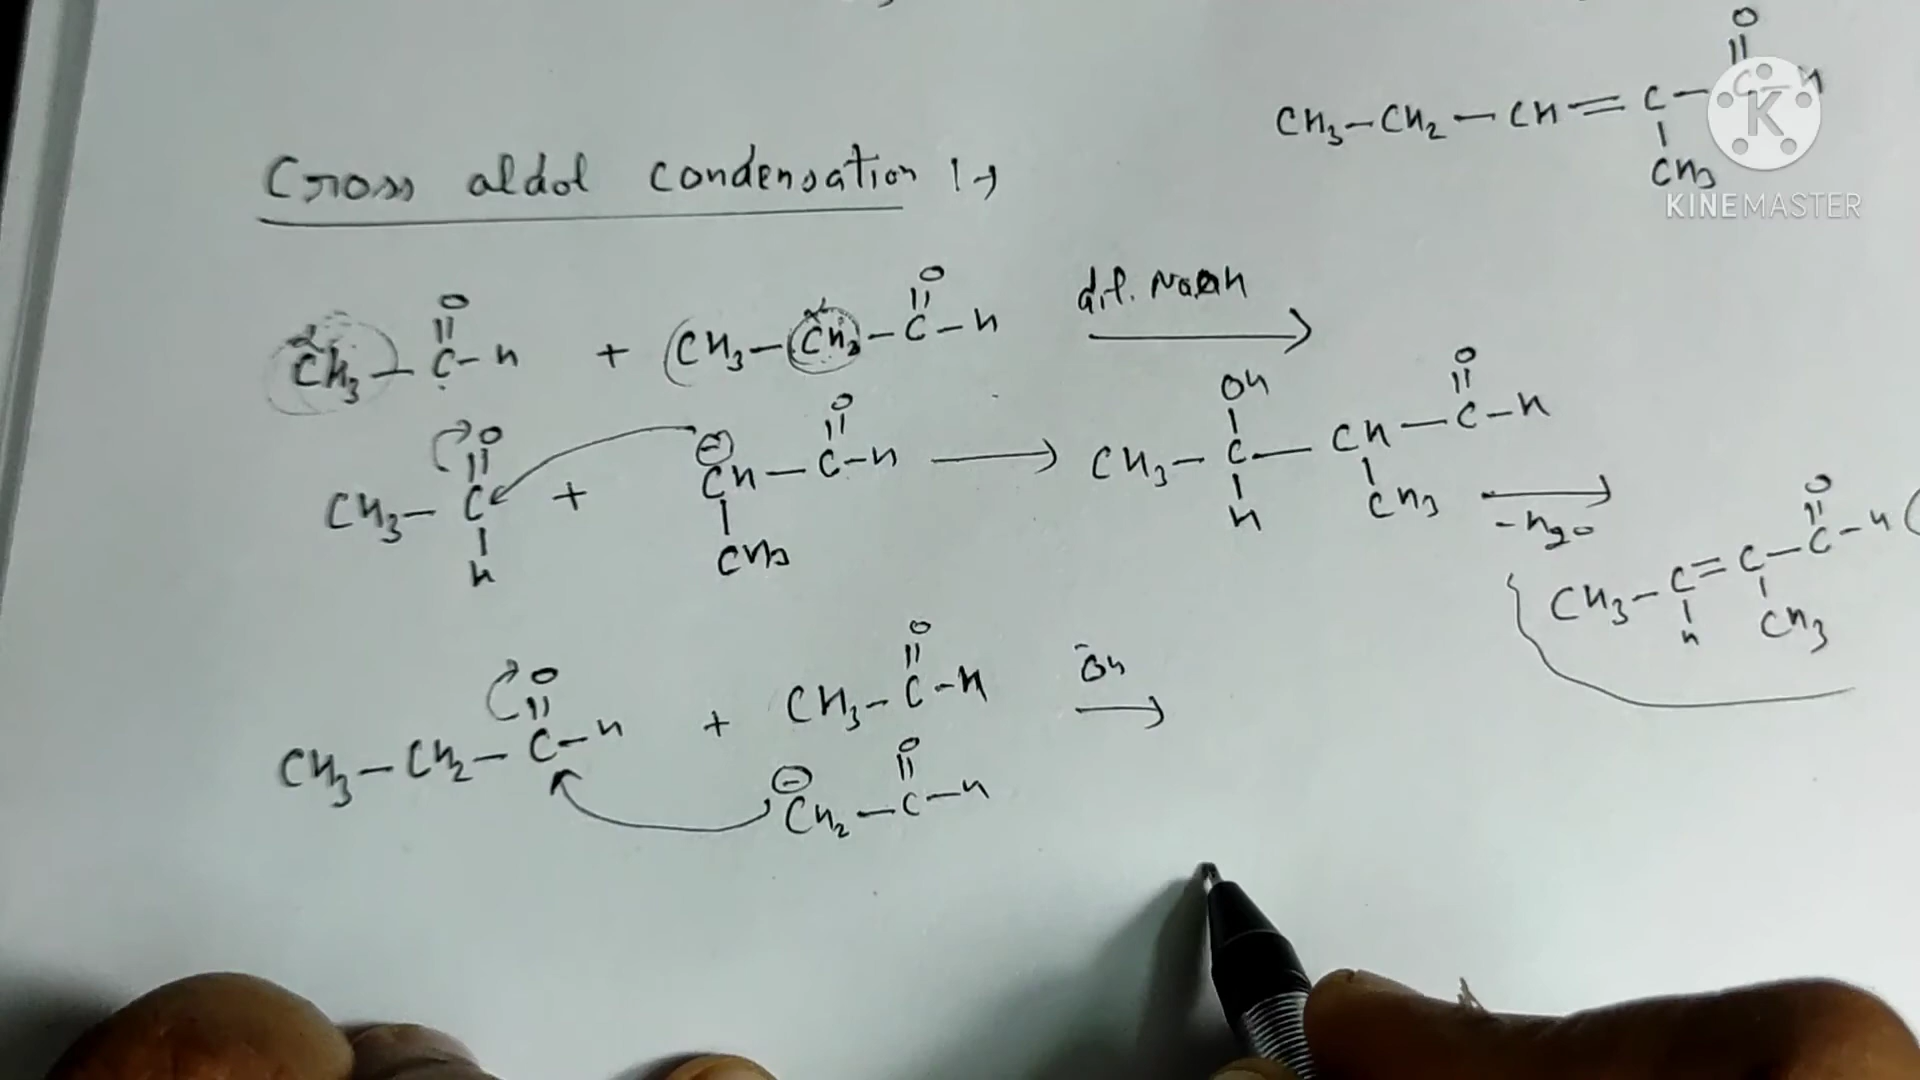 O
CH3-CH2-CH=C-C-H
CH3
K
KINEMASTER
Cross aldol condensation :→
O O
CH3-C-H + CH3-CH2-C-H dil. NaOH →
O O OH O
CH3-C + CH-C-H → CH3-C-CH-C-H
H CH3 H CH3
-H2O →
O
CH3-C=C-C-H
H CH3
O O
CH3-CH2-C-H + CH3-C-H OH →
O
CH2-C-H